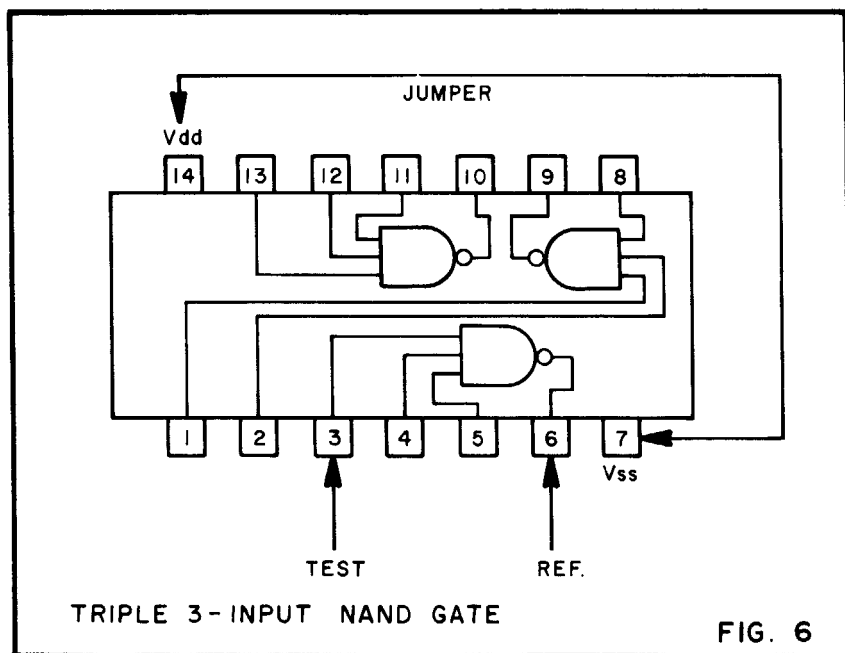 JUMPER
Vdd
14 13 12 11 10 9 8
1 2 3 4 5 6 7
Vss
TEST REF.
TRIPLE 3-INPUT NAND GATE
FIG. 6